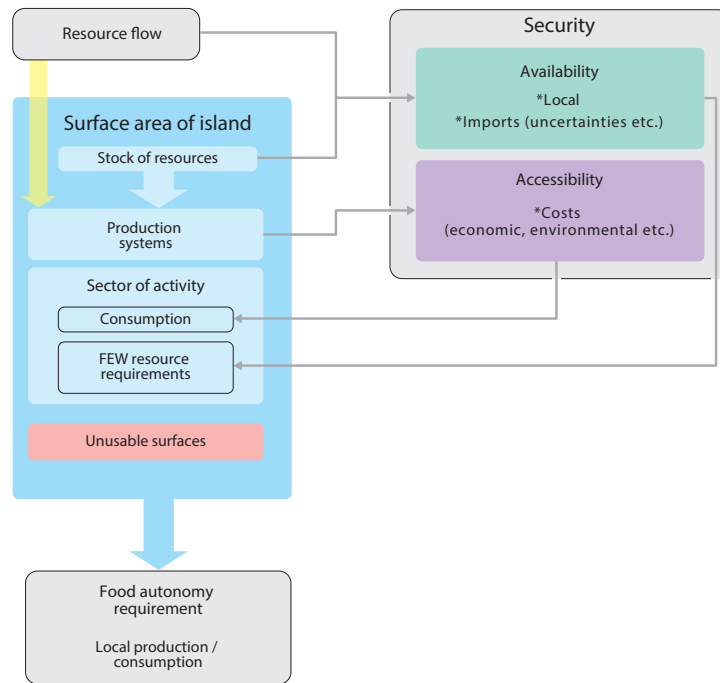 Resource flow
Surface area of island
Stock of resources
Production
systems
Sector of activity
Consumption
FEW resource
requirements
Unusable surfaces
Food autonomy
requirement
Local production /
consumption
Security
Availability
*Local
*Imports (uncertainties etc.)
Accessibility
*Costs
(economic, environmental etc.)